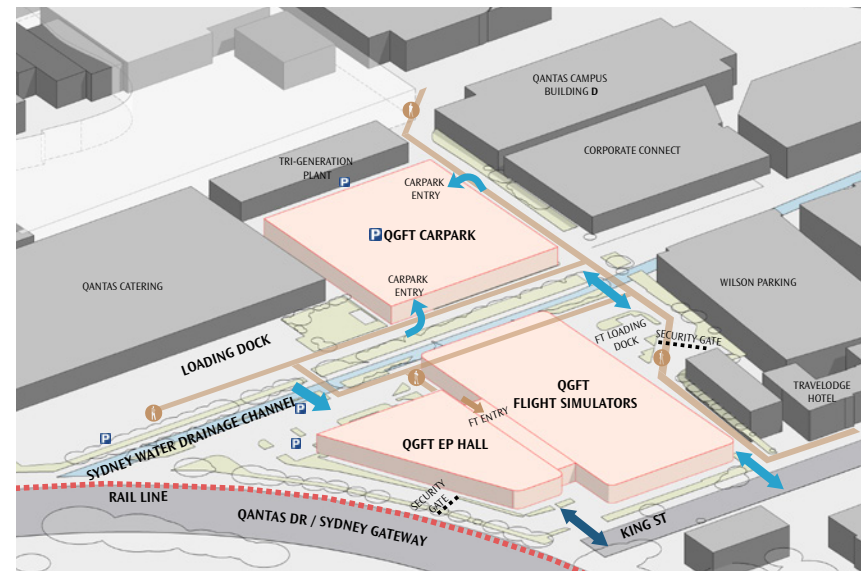 QANTAS CAMPUS
BUILDING D
CORPORATE CONNECT
TRI-GENERATION
PLANT
P
CARPARK
ENTRY
P QGFT CARPARK
QANTAS CATERING
CARPARK
ENTRY
WILSON PARKING
LOADING DOCK
FT LOADING
DOCK
SECURITY GATE
QGFT
FLIGHT SIMULATORS
TRAVELODGE
HOTEL
P
FT ENTRY
P
P
QGFT EP HALL
SYDNEY WATER DRAINAGE CHANNEL
SECURITY
GATE
RAIL LINE
QANTAS DR / SYDNEY GATEWAY
KING ST